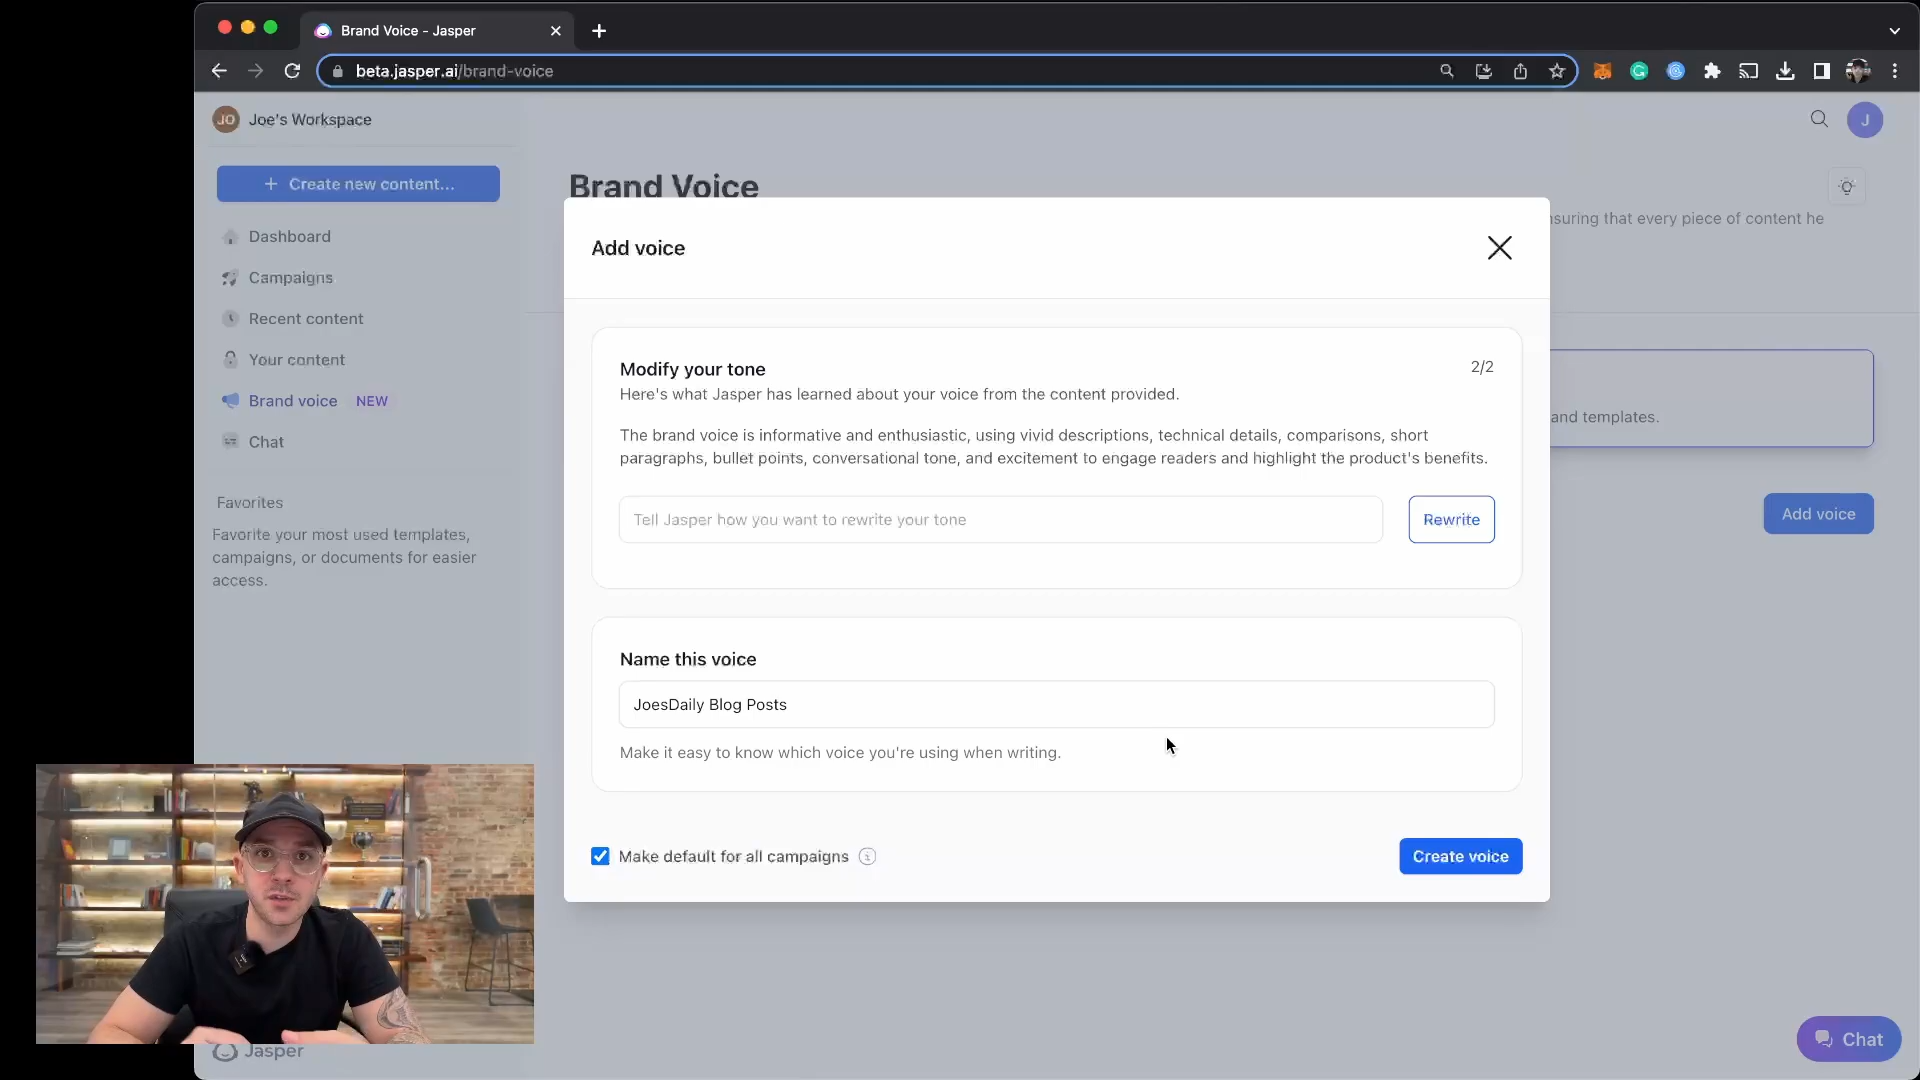 Brand Voice - Jasper
beta.jasper.ai/brand-voice
JO Joe's Workspace
J
+ Create new content...
Dashboard
Campaigns
Recent content
Your content
Brand voice NEW
Chat
Favorites
Favorite your most used templates,
campaigns, or documents for easier
access.
Jasper
Brand Voice
nsuring that every piece of content he
and templates.
Add voice
Add voice
Modify your tone
2/2
Here's what Jasper has learned about your voice from the content provided.
The brand voice is informative and enthusiastic, using vivid descriptions, technical details, comparisons, short
paragraphs, bullet points, conversational tone, and excitement to engage readers and highlight the product's benefits.
Tell Jasper how you want to rewrite your tone
Rewrite
Name this voice
JoesDaily Blog Posts
Make it easy to know which voice you're using when writing.
Make default for all campaigns
Create voice
Chat